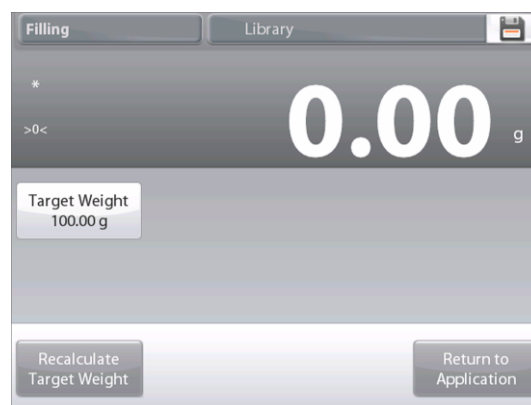 Filling
Library
*
>0<
0.00 g
Target Weight
100.00 g
Recalculate
Target Weight
Return to
Application